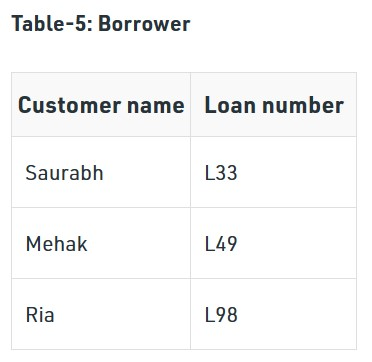 Table-5: Borrower
Customer name Loan number
Saurabh L33
Mehak L49
Ria L98